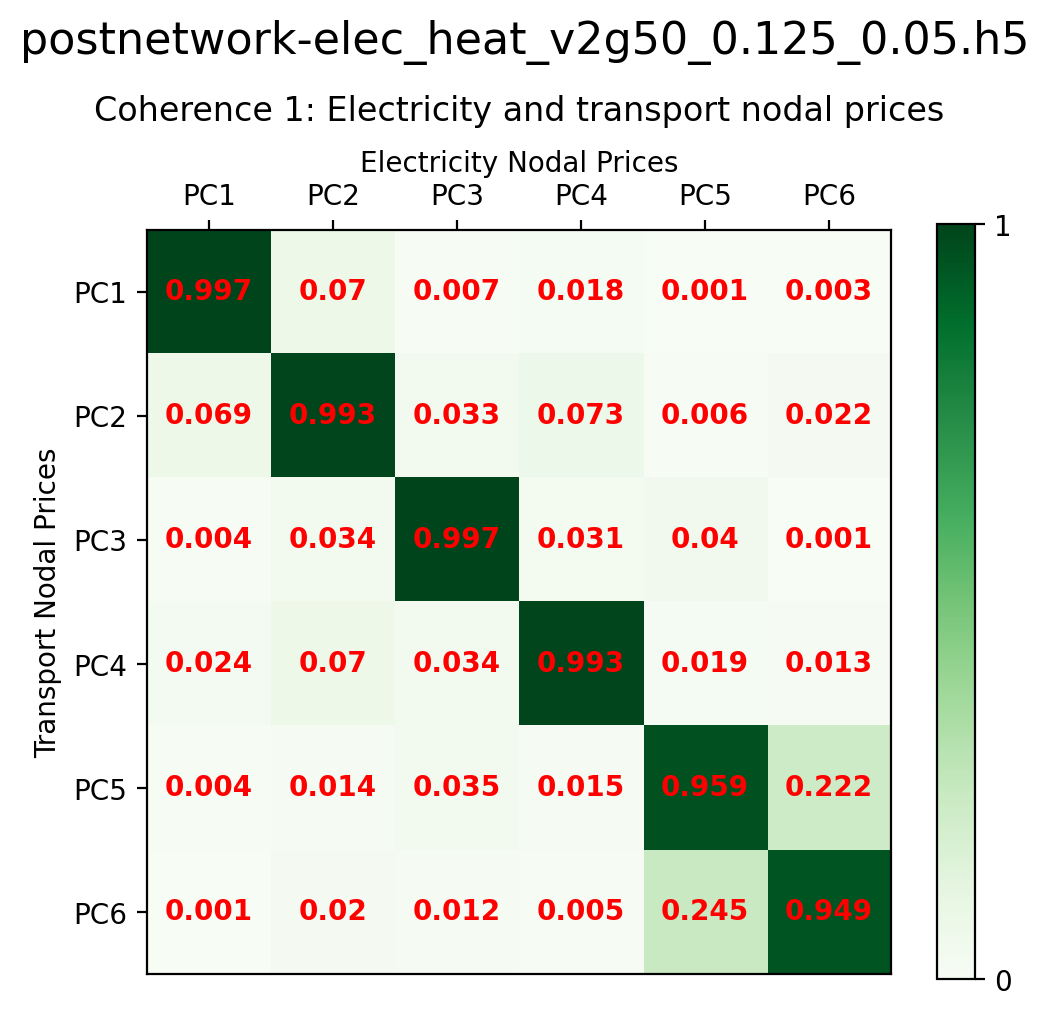 postnetwork-elec_heat_v2g50_0.125_0.05.h5
Coherence 1: Electricity and transport nodal prices
Electricity Nodal Prices
PC1 PC2 PC3 PC4 PC5 PC6
PC1 0.997 0.07 0.007 0.018 0.001 0.003
PC2 0.069 0.993 0.033 0.073 0.006 0.022
PC3 0.004 0.034 0.997 0.031 0.04 0.001
PC4 0.024 0.07 0.034 0.993 0.019 0.013
PC5 0.004 0.014 0.035 0.015 0.959 0.222
PC6 0.001 0.02 0.012 0.005 0.245 0.949
Transport Nodal Prices
1
0